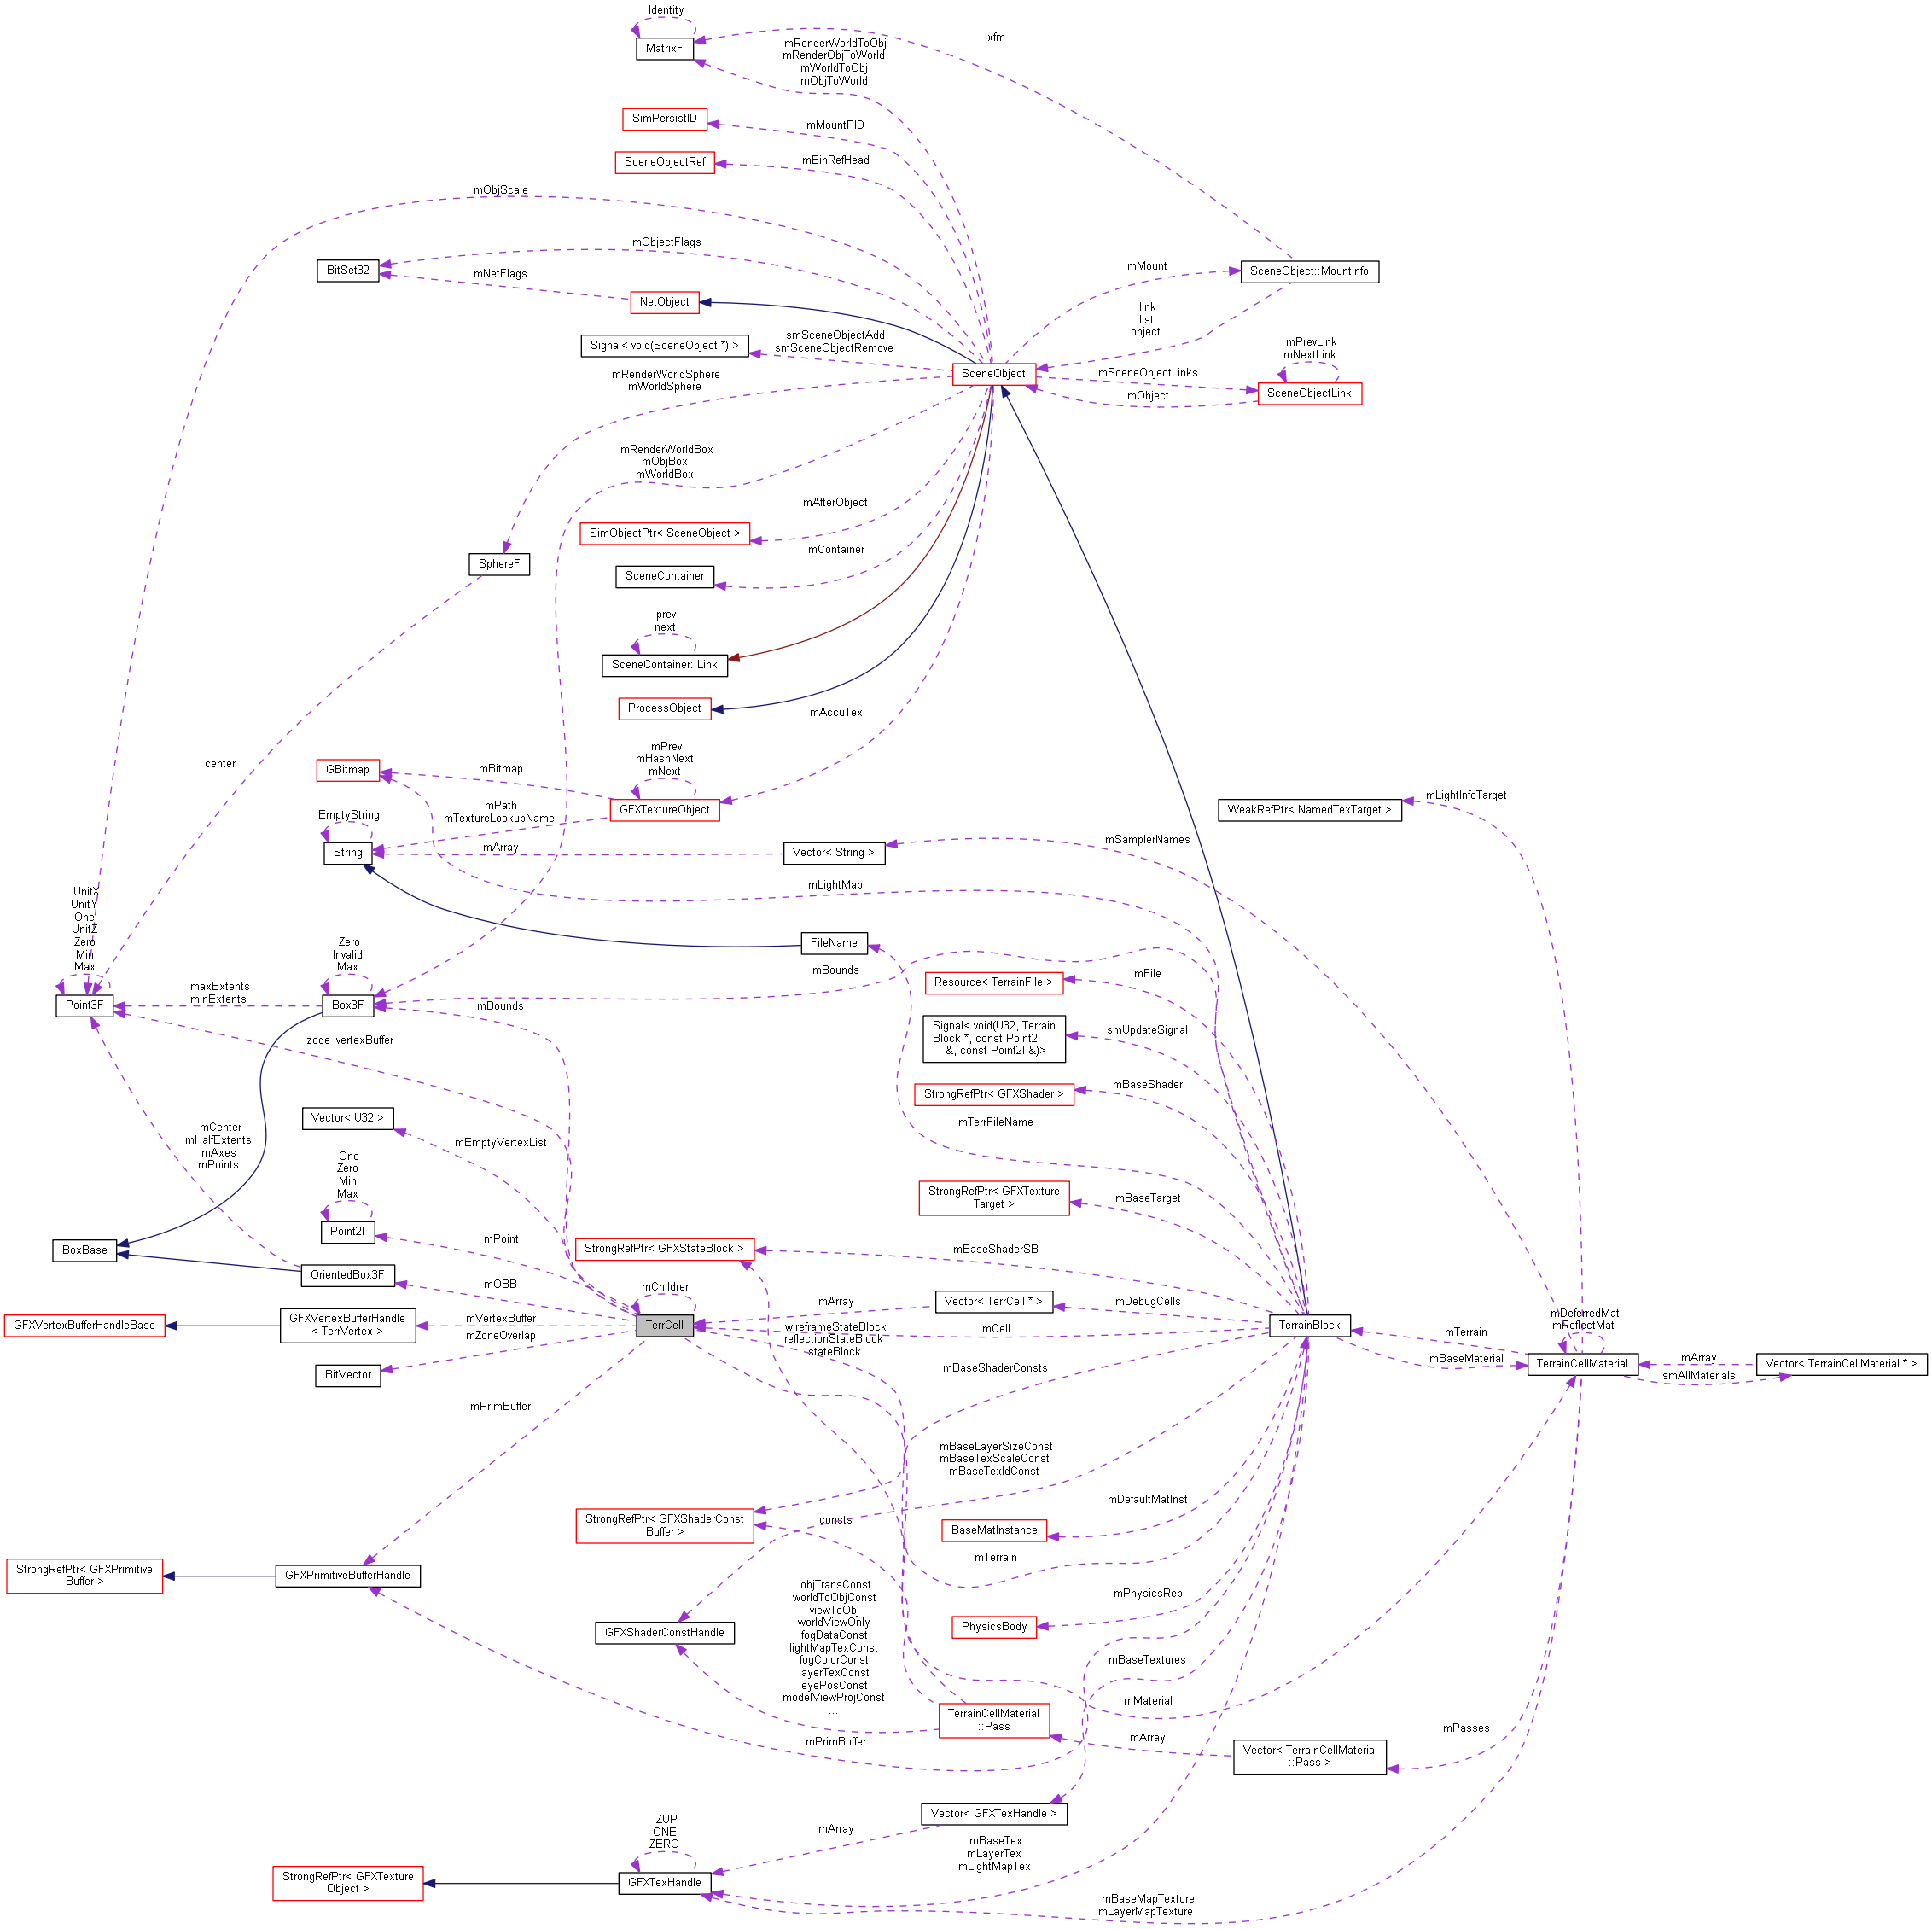 Identity
MatrixF
xfm
mRenderWorldToObj
mRenderObjToWorld
mWorldToObj
mObjToWorld
SimPersistID
mMountPID
SceneObjectRef
mBinRefHead
mObjScale
mObjectFlags
BitSet32
mNetFlags
NetObject
mMount
SceneObject::MountInfo
link
list
object
Signal< void(SceneObject *) >
smSceneObjectAdd
smSceneObjectRemove
SceneObject
mPrevLink
mNextLink
mSceneObjectLinks
mObject
SceneObjectLink
mRenderWorldSphere
mWorldSphere
mRenderWorldBox
mObjBox
mWorldBox
mAfterObject
SimObjectPtr< SceneObject >
mContainer
SphereF
SceneContainer
prev
next
SceneContainer::Link
ProcessObject
mAccuTex
center
GBitmap
mBitmap
mPrev
mHashNext
mNext
GFXTextureObject
mPath
mTextureLookupName
WeakRefPtr< NamedTexTarget >
mLightInfoTarget
EmptyString
String
mArray
Vector< String >
mSamplerNames
mLightMap
UnitX
UnitY
One
UnitZ
Zero
Min
Max
Point3F
maxExtents
minExtents
Zero
Invalid
Max
Box3F
FileName
mBounds
mBounds
Resource< TerrainFile >
mFile
zode_vertexBuffer
Signal< void(U32, Terrain
Block *, const Point2I
&, const Point2I &)>
smUpdateSignal
StrongRefPtr< GFXShader >
mBaseShader
mTerrFileName
Vector< U32 >
mEmptyVertexList
mCenter
mHalfExtents
mAxes
mPoints
One
Zero
Min
Max
Point2I
mPoint
StrongRefPtr< GFXTexture
Target >
mBaseTarget
BoxBase
OrientedBox3F
mOBB
StrongRefPtr< GFXStateBlock >
mBaseShaderSB
mChildren
TerrCell
mArray
Vector< TerrCell * >
mDebugCells
mCell
TerrainBlock
mTerrain
mBaseMaterial
mDeferredMat
mReflectMat
TerrainCellMaterial
mArray
smAllMaterials
Vector< TerrainCellMaterial * >
GFXVertexBufferHandleBase
GFXVertexBufferHandle
< TerrVertex >
mVertexBuffer
mZoneOverlap
BitVector
wireframeStateBlock
reflectionStateBlock
stateBlock
mBaseShaderConsts
mPrimBuffer
mBaseLayerSizeConst
mBaseTexScaleConst
mBaseTexIdConst
mDefaultMatInst
StrongRefPtr< GFXShaderConst
Buffer >
consts
BaseMatInstance
mTerrain
StrongRefPtr< GFXPrimitive
Buffer >
GFXPrimitiveBufferHandle
mPhysicsRep
PhysicsBody
GFXShaderConstHandle
objTransConst
worldToObjConst
viewToObj
worldViewOnly
fogDataConst
lightMapTexConst
fogColorConst
layerTexConst
eyePosConst
modelViewProjConst
...
mBaseTextures
mMaterial
TerrainCellMaterial
::Pass
mArray
Vector< TerrainCellMaterial
::Pass >
mPasses
mPrimBuffer
Vector< GFXTexHandle >
mArray
ZUP
ONE
ZERO
GFXTexHandle
StrongRefPtr< GFXTexture
Object >
mBaseTex
mLayerTex
mLightMapTex
mBaseMapTexture
mLayerMapTexture